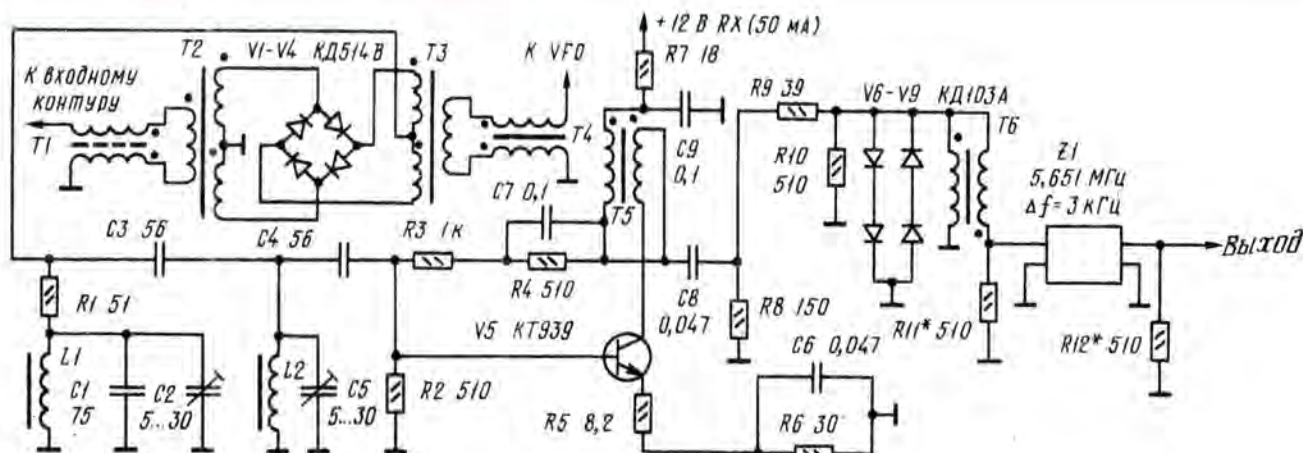 +12 В RX (50 мА)
R7 18
T2
V1-V4 КД514В
T3
К VFO
К входному
контуру
T1
T4
C9
0,1
R9 39
V6-V9 КД103А
T6
R10
510
Z1
5,651 МГц
Δf = 3 кГц
C7 0,1
T5
C3 56
C4 56
R3 1к
R4 510
C8
0,047
Выход
R1 51
V5 КТ939
R8 150
C6 0,047
R11* 510
R12* 510
L1
C1
75
C2
5...30
L2
C5
5...30
R2 510
R5 8,2
R6 30